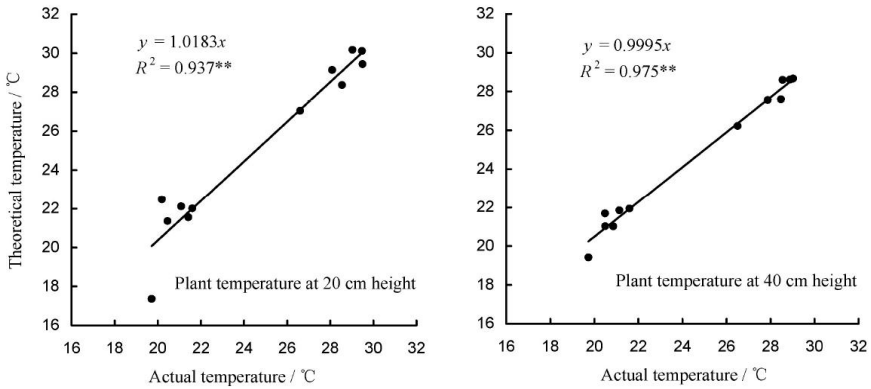 32
30
28
26
24
22
20
18
16
Theoretical temperature / ℃
y = 1.0183x
R² = 0.937**
Plant temperature at 20 cm height
16 18 20 22 24 26 28 30 32
Actual temperature / ℃
32
30
28
26
24
22
20
18
16
y = 0.9995x
R² = 0.975**
Plant temperature at 40 cm height
16 18 20 22 24 26 28 30 32
Actual temperature / ℃